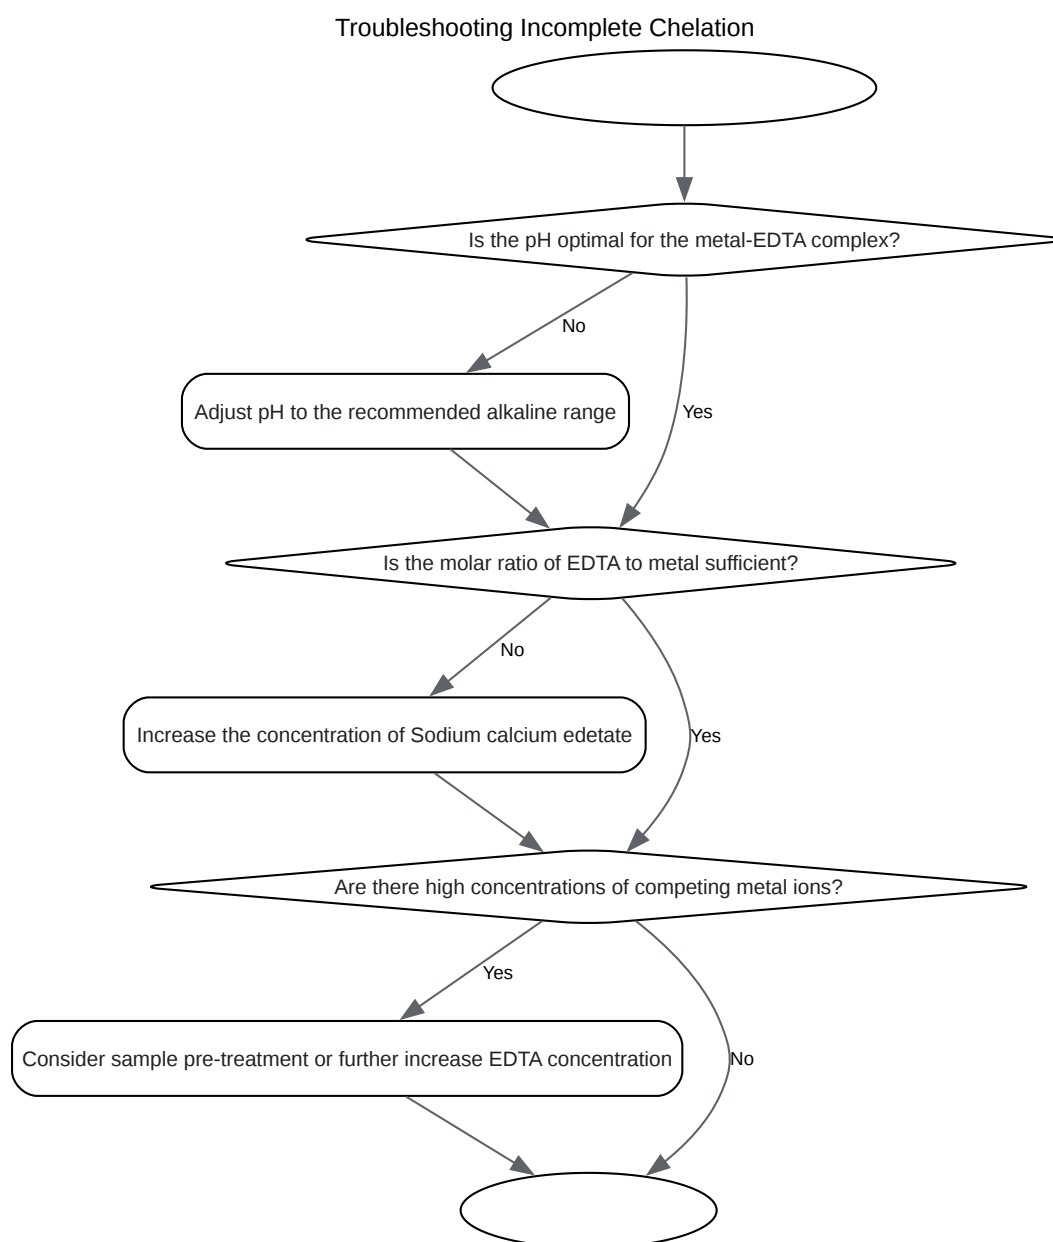 Troubleshooting Incomplete Chelation
Is the pH optimal for the metal-EDTA complex?
No
Adjust pH to the recommended alkaline range
Yes
Is the molar ratio of EDTA to metal sufficient?
No
Increase the concentration of Sodium calcium edetate
Yes
Are there high concentrations of competing metal ions?
Yes
Consider sample pre-treatment or further increase EDTA concentration
No